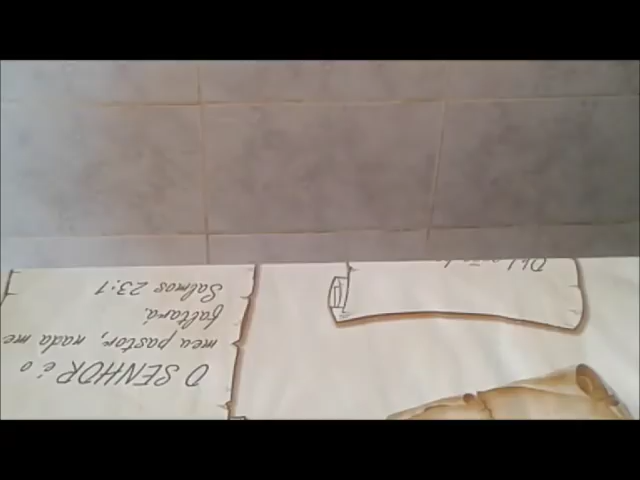 O SENHOR é o
meu pastor, nada me
faltará.
Salmos 23:1